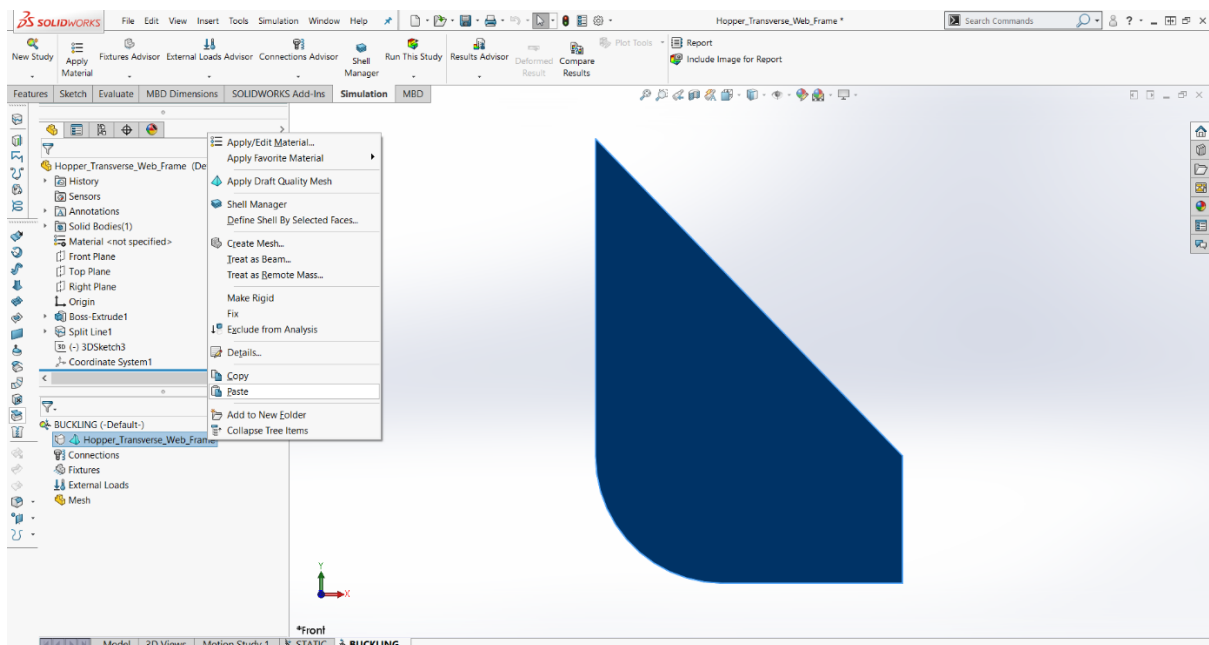 SOLIDWORKS File Edit View Insert Tools Simulation Window Help Hopper_Transverse_Web_Frame * Search Commands
New Study Apply Material Fixtures Advisor External Loads Advisor Connections Advisor Shell Manager Run This Study Results Advisor Deformed Result Compare Results Plot Tools Report
Include Image for Report
Features Sketch Evaluate MBD Dimensions SOLIDWORKS Add-Ins Simulation MBD
Hopper_Transverse_Web_Frame (De
History
Sensors
Annotations
Solid Bodies(1)
Material <not specified>
Front Plane
Top Plane
Right Plane
Origin
Boss-Extrude1
Split Line1
(-) 3DSketch3
Coordinate System1
BUCKLING (-Default-)
Hopper_Transverse_Web_Frame
Connections
Fixtures
External Loads
Mesh
Apply/Edit Material...
Apply Favorite Material
Apply Draft Quality Mesh
Shell Manager
Define Shell By Selected Faces...
Create Mesh...
Treat as Beam...
Treat as Remote Mass...
Make Rigid
Fix
Exclude from Analysis
Details...
Copy
Paste
Add to New Folder
Collapse Tree Items
Y
X
*Front
Model 3D Views Motion Study 1 STATIC BUCKLING